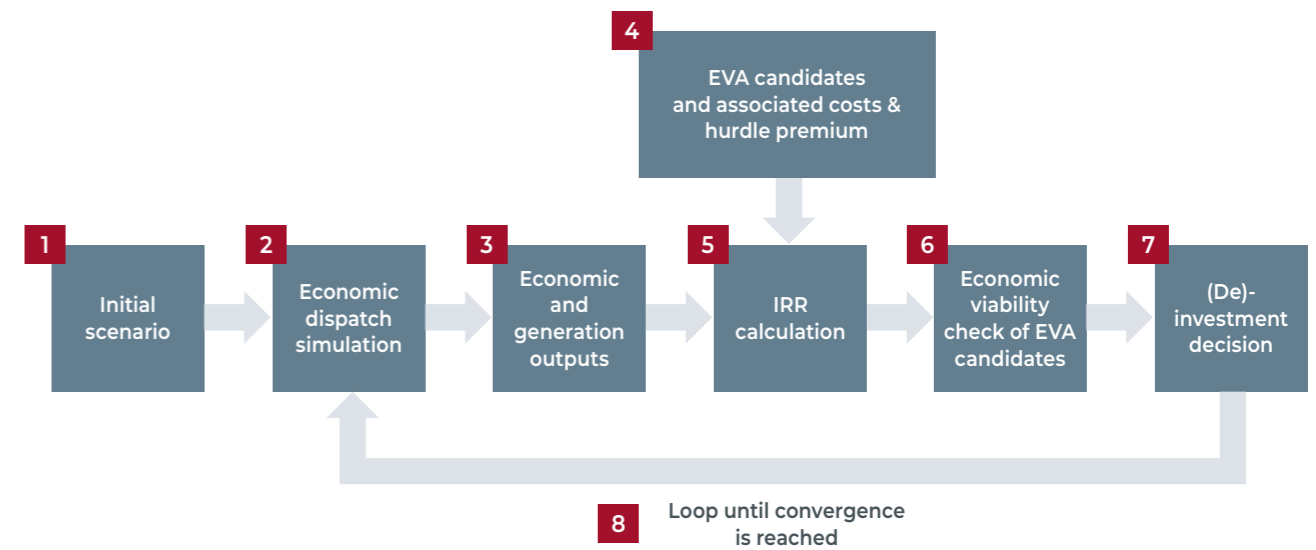 4
EVA candidates
and associated costs &
hurdle premium
1
Initial
scenario
2
Economic
dispatch
simulation
3
Economic
and
generation
outputs
5
IRR
calculation
6
Economic
viability
check of EVA
candidates
7
(De)-
investment
decision
8
Loop until convergence
is reached